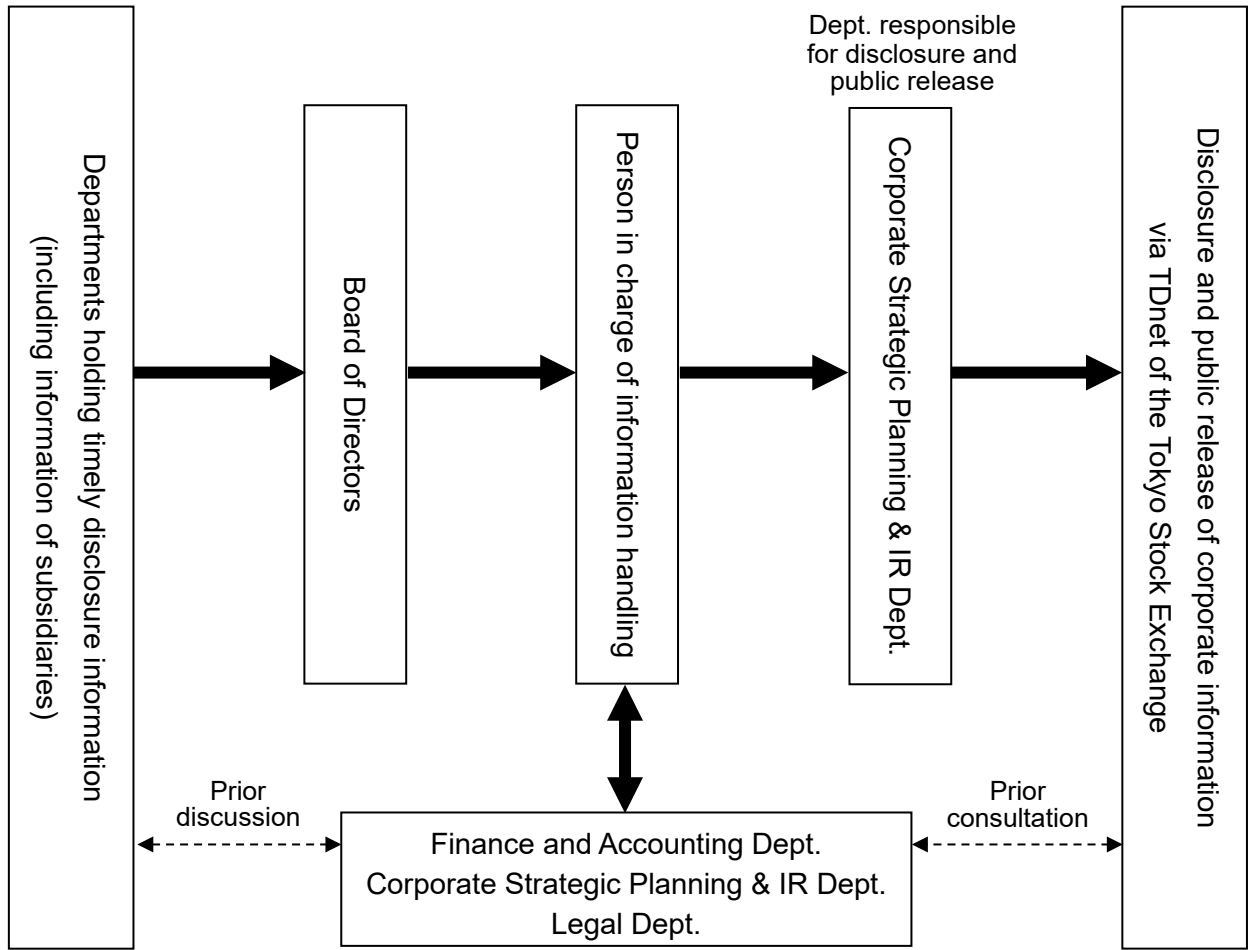 Departments holding timely disclosure information
(including information of subsidiaries)
Board of Directors
Person in charge of information handling
Dept. responsible
for disclosure and
public release
Corporate Strategic Planning & IR Dept.
Disclosure and public release of corporate information
via TDnet of the Tokyo Stock Exchange
Prior
discussion
Finance and Accounting Dept.
Corporate Strategic Planning & IR Dept.
Legal Dept.
Prior
consultation